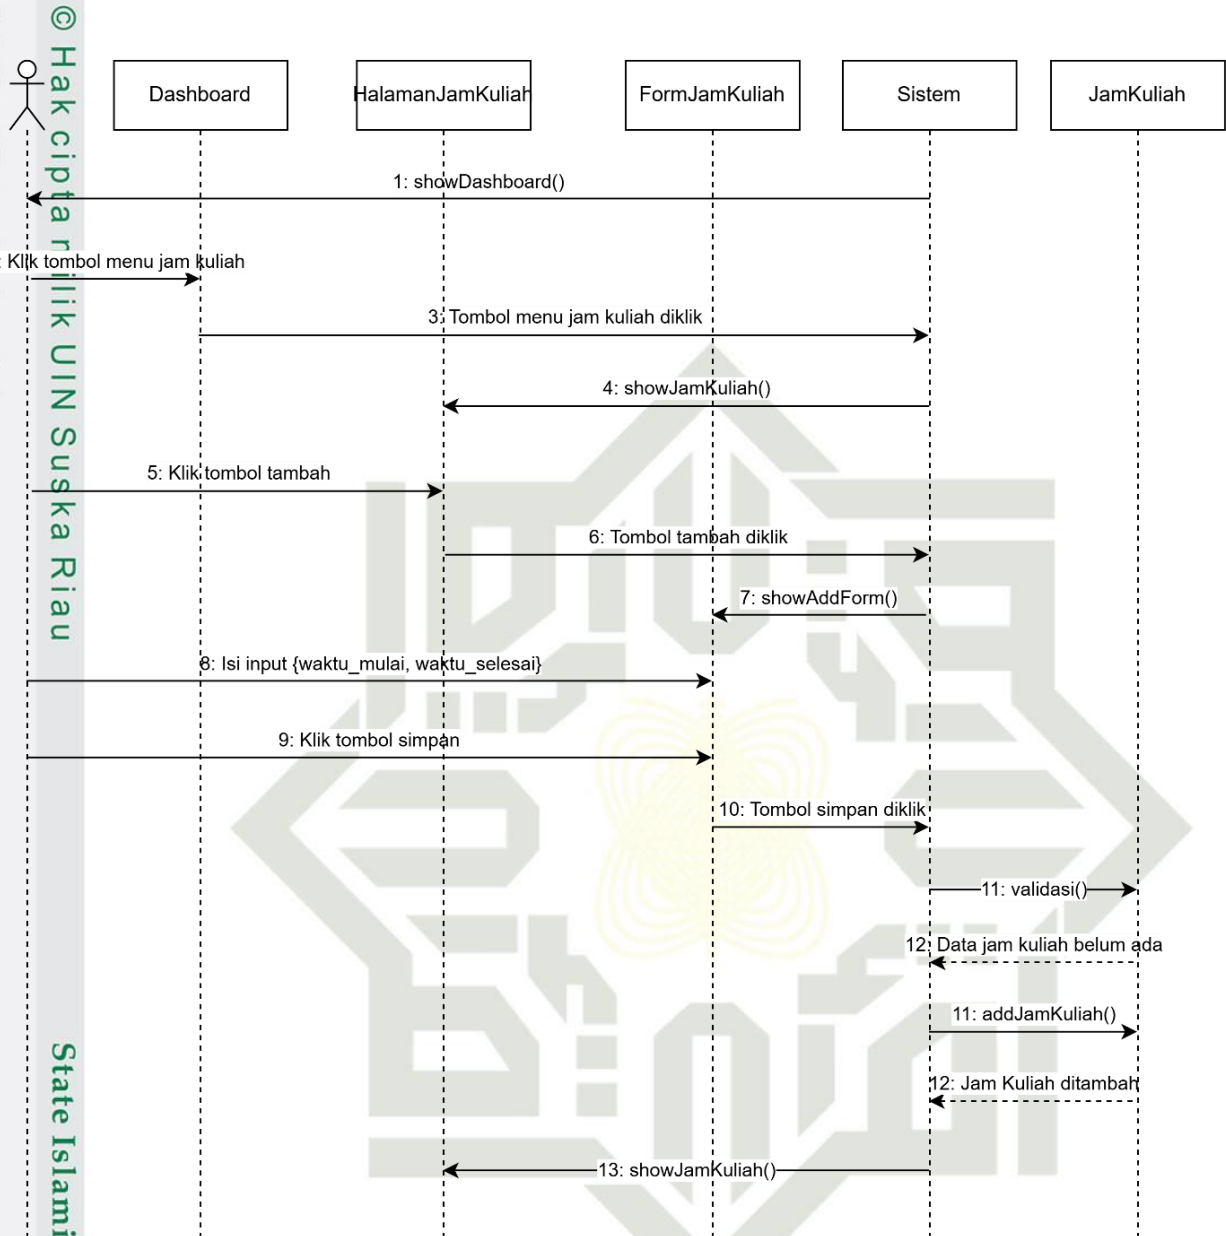 © Hak cipta milik UIN Suska Riau
State Islami
Dashboard
HalamanJamKuliah
FormJamKuliah
Sistem
JamKuliah
1: showDashboard()
: Klik tombol menu jam kuliah
3: Tombol menu jam kuliah diklik
4: showJamKuliah()
5: Klik tombol tambah
6: Tombol tambah diklik
7: showAddForm()
8: Isi input {waktu_mulai, waktu_selesai}
9: Klik tombol simpan
10: Tombol simpan diklik
11: validasi()
12: Data jam kuliah belum ada
11: addJamKuliah()
12: Jam Kuliah ditambah
13: showJamKuliah()